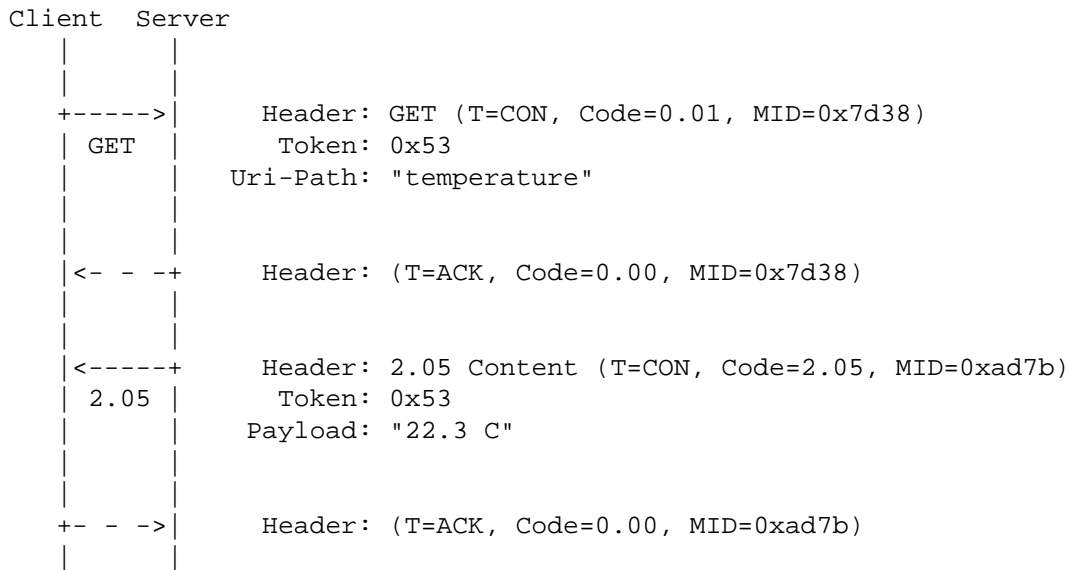 Client Server
Header: GET (T=CON, Code=0.01, MID=0x7d38)
GET Token: 0x53
Uri-Path: "temperature"
Header: (T=ACK, Code=0.00, MID=0x7d38)
Header: 2.05 Content (T=CON, Code=2.05, MID=0xad7b)
2.05 Token: 0x53
Payload: "22.3 C"
Header: (T=ACK, Code=0.00, MID=0xad7b)